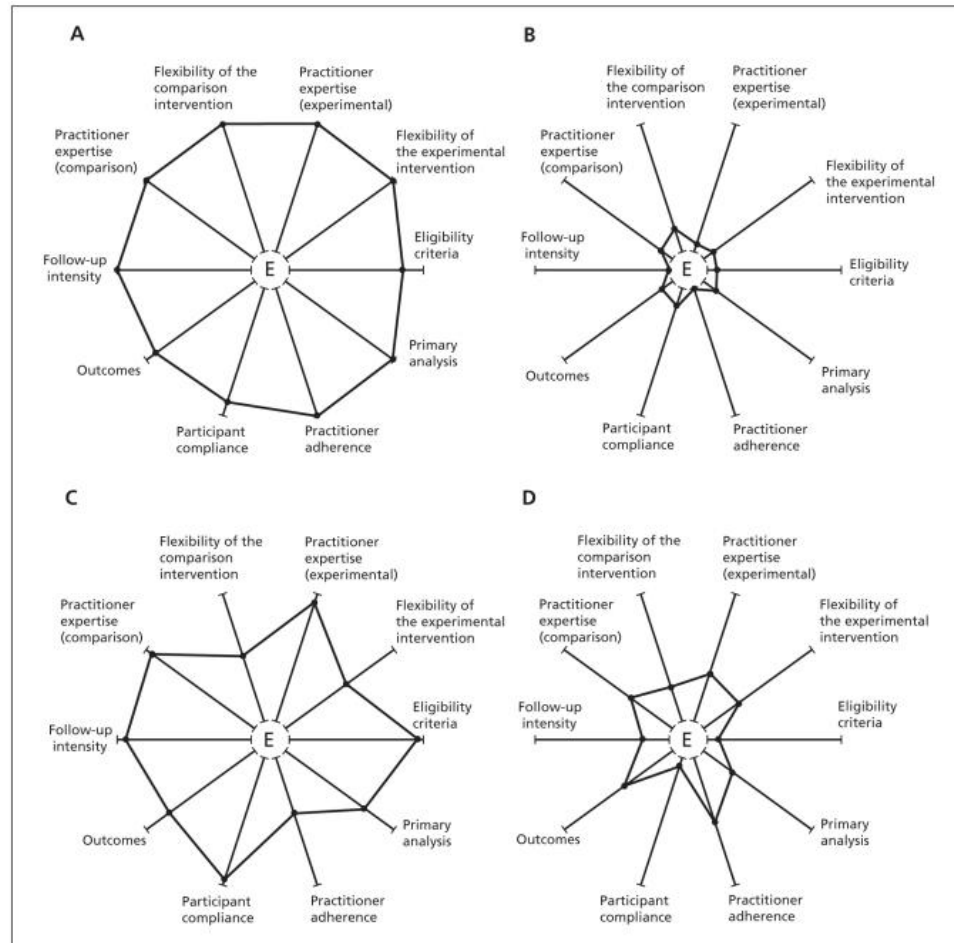 A
Flexibility of the
comparison
intervention
Practitioner
expertise
(experimental)
Practitioner
expertise
(comparison)
Flexibility of
the experimental
intervention
Follow-up
intensity
E
Eligibility
criteria
Outcomes
Primary
analysis
Participant
compliance
Practitioner
adherence
B
Flexibility of
the comparison
intervention
Practitioner
expertise
(experimental)
Practitioner
expertise
(comparison)
Flexibility of
the experimental
intervention
Follow-up
intensity
E
Eligibility
criteria
Outcomes
Primary
analysis
Participant
compliance
Practitioner
adherence
C
Flexibility of the
comparison
intervention
Practitioner
expertise
(experimental)
Practitioner
expertise
(comparison)
Flexibility of
the experimental
intervention
Follow-up
intensity
E
Eligibility
criteria
Outcomes
Primary
analysis
Participant
compliance
Practitioner
adherence
D
Flexibility of the
comparison
intervention
Practitioner
expertise
(experimental)
Practitioner
expertise
(comparison)
Flexibility of
the experimental
intervention
Follow-up
intensity
E
Eligibility
criteria
Outcomes
Primary
analysis
Participant
compliance
Practitioner
adherence